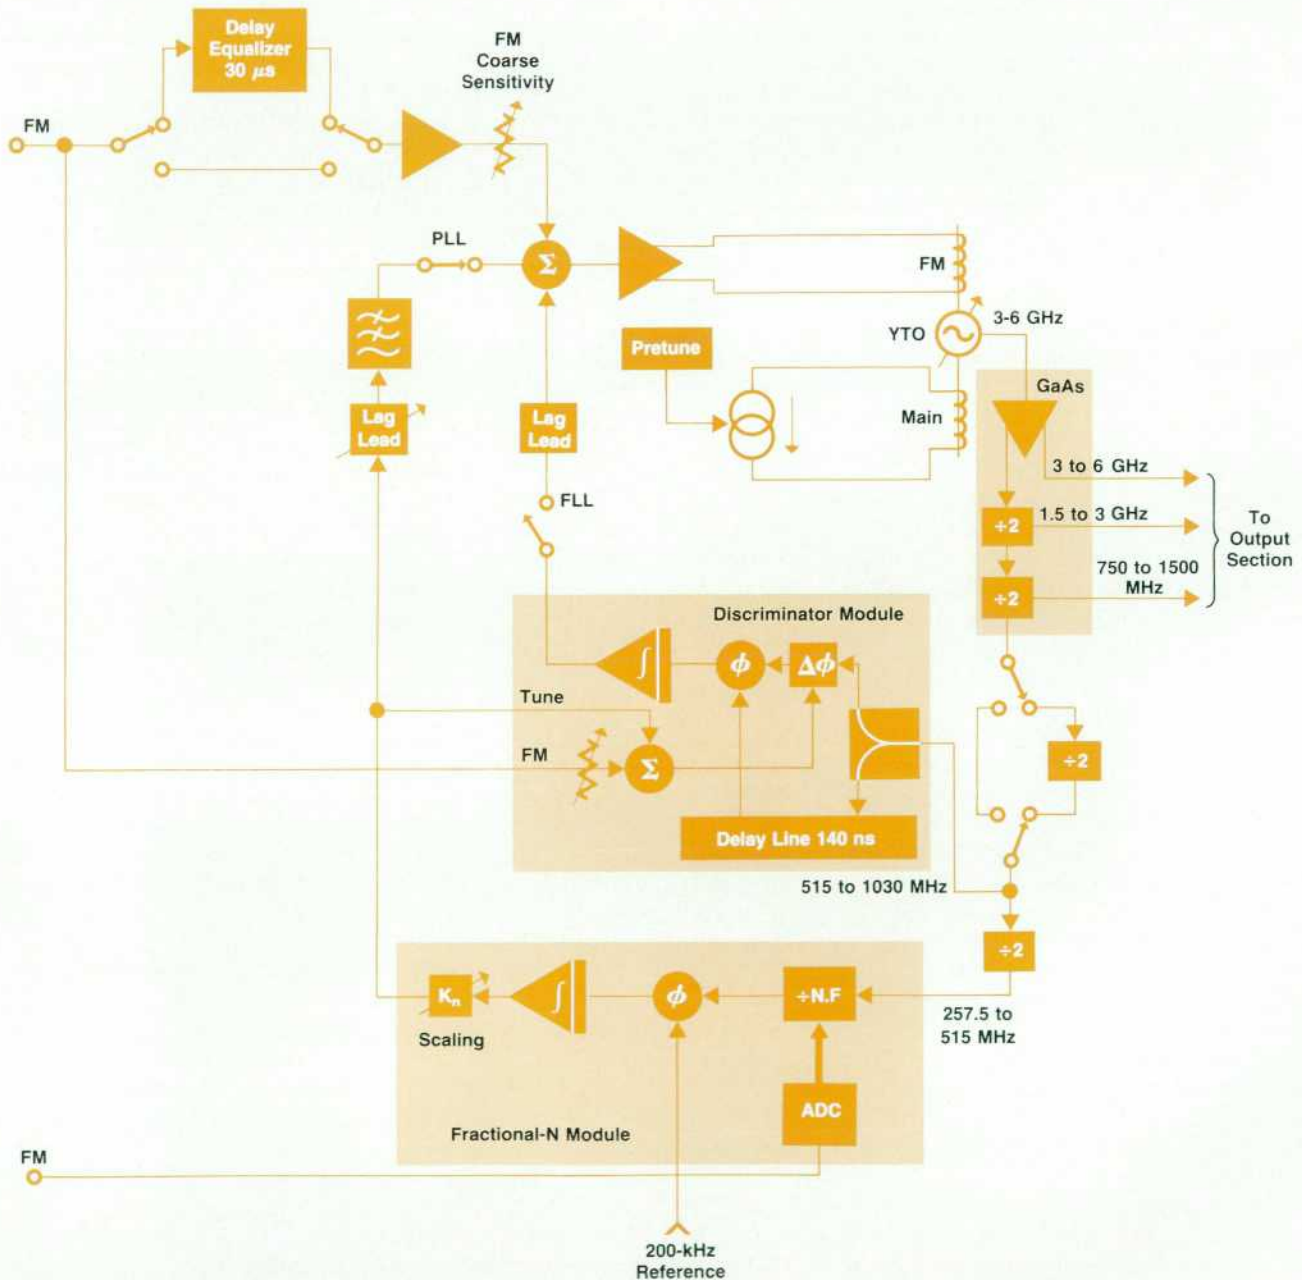 Delay
Equalizer
30 μs
FM
Coarse
Sensitivity
FM
PLL
Σ
FM
3-6 GHz
YTO
Pretune
GaAs
Main
Lag
Lead
Lag
Lead
3 to 6 GHz
FLL
÷2
1.5 to 3 GHz
To
Output
Section
÷2
750 to 1500
MHz
Discriminator Module
∫
ϕ
Δϕ
Tune
FM
Σ
÷2
Delay Line 140 ns
515 to 1030 MHz
÷2
Kn
∫
ϕ
÷N.F
257.5 to
515 MHz
Scaling
ADC
Fractional-N Module
FM
200-kHz
Reference